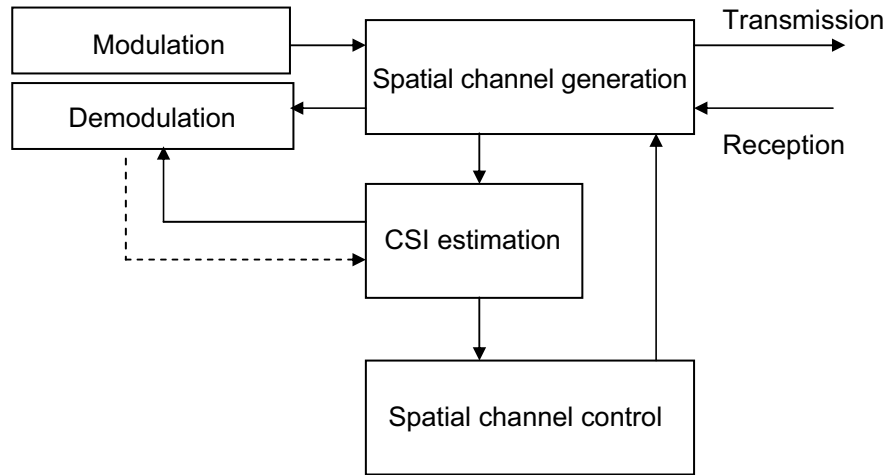 Transmission
Modulation
Spatial channel generation
Demodulation
Reception
CSI estimation
Spatial channel control